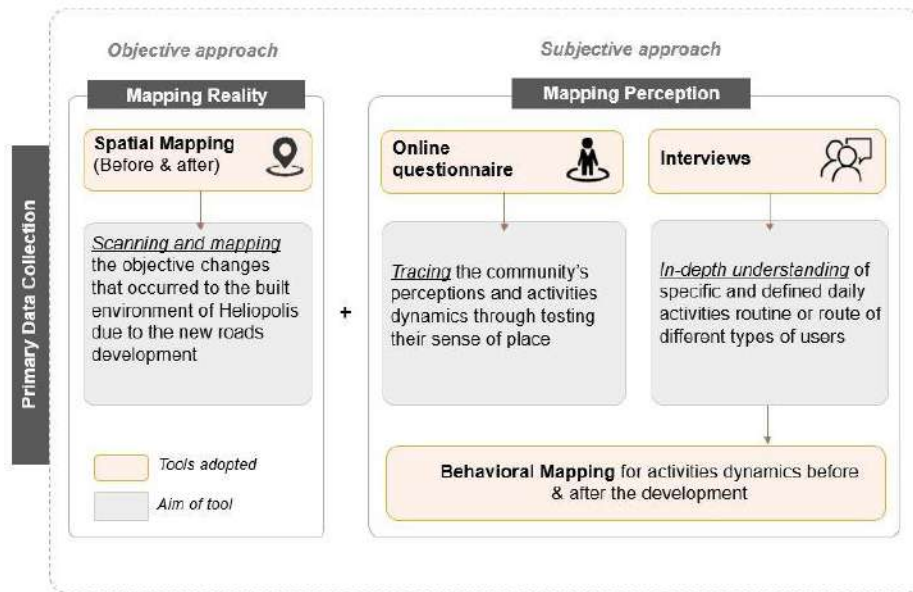 Primary Data Collection
Objective approach
Mapping Reality
Spatial Mapping
(Before & after)
Scanning and mapping
the objective changes
that occurred to the built
environment of Heliopolis
due to the new roads
development
Tools adopted
Aim of tool
+
Subjective approach
Mapping Perception
Online
questionnaire
Tracing the community's
perceptions and activities
dynamics through testing
their sense of place
Interviews
In-depth understanding of
specific and defined daily
activities routine or route of
different types of users
Behavioral Mapping for activities dynamics before
& after the development